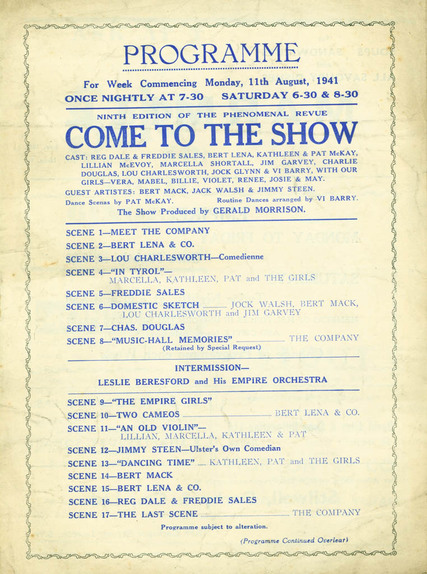 PROGRAMME
For Week Commencing Monday, 11th August, 1941
ONCE NIGHTLY AT 7-30 SATURDAY 6-30 & 8-30
NINTH EDITION OF THE PHENOMENAL REVUE
COME TO THE SHOW
CAST: REG DALE & FREDDIE SALES, BERT LENA, KATHLEEN & PAT McKAY,
LILLIAN McEVOY, MARCELLA SHORTALL, JIM GARVEY, CHARLIE
DOUGLAS, LOU CHARLESWORTH, JOCK GLYNN & VI BARRY, WITH OUR
GIRLS—VERA, MABEL, BILLIE, VIOLET, RENEE, JOSIE & MAY.
GUEST ARTISTES: BERT MACK, JACK WALSH & JIMMY STEEN.
Dance Scenes by PAT McKAY. Routine Dances arranged by VI BARRY.
The Show Produced by GERALD MORRISON.
SCENE 1—MEET THE COMPANY
SCENE 2—BERT LENA & CO.
SCENE 3—LOU CHARLESWORTH—Comedienne
SCENE 4—"IN TYROL"—
MARCELLA, KATHLEEN, PAT and THE GIRLS
SCENE 5—FREDDIE SALES
SCENE 6—DOMESTIC SKETCH JOCK WALSH, BERT MACK,
LOU CHARLESWORTH and JIM GARVEY
SCENE 7—CHAS. DOUGLAS
SCENE 8—"MUSIC-HALL MEMORIES" THE COMPANY
(Retained by Special Request)
INTERMISSION—
LESLIE BERESFORD and His EMPIRE ORCHESTRA
SCENE 9—"THE EMPIRE GIRLS"
SCENE 10—TWO CAMEOS BERT LENA & CO.
SCENE 11—"AN OLD VIOLIN"—
LILLIAN, MARCELLA, KATHLEEN & PAT
SCENE 12—JIMMY STEEN—Ulster's Own Comedian
SCENE 13—"DANCING TIME" KATHLEEN, PAT and THE GIRLS
SCENE 14—BERT MACK
SCENE 15—BERT LENA & CO.
SCENE 16—REG DALE & FREDDIE SALES
SCENE 17—THE LAST SCENE THE COMPANY
Programme subject to alteration.
(Programme Continued Overleaf)